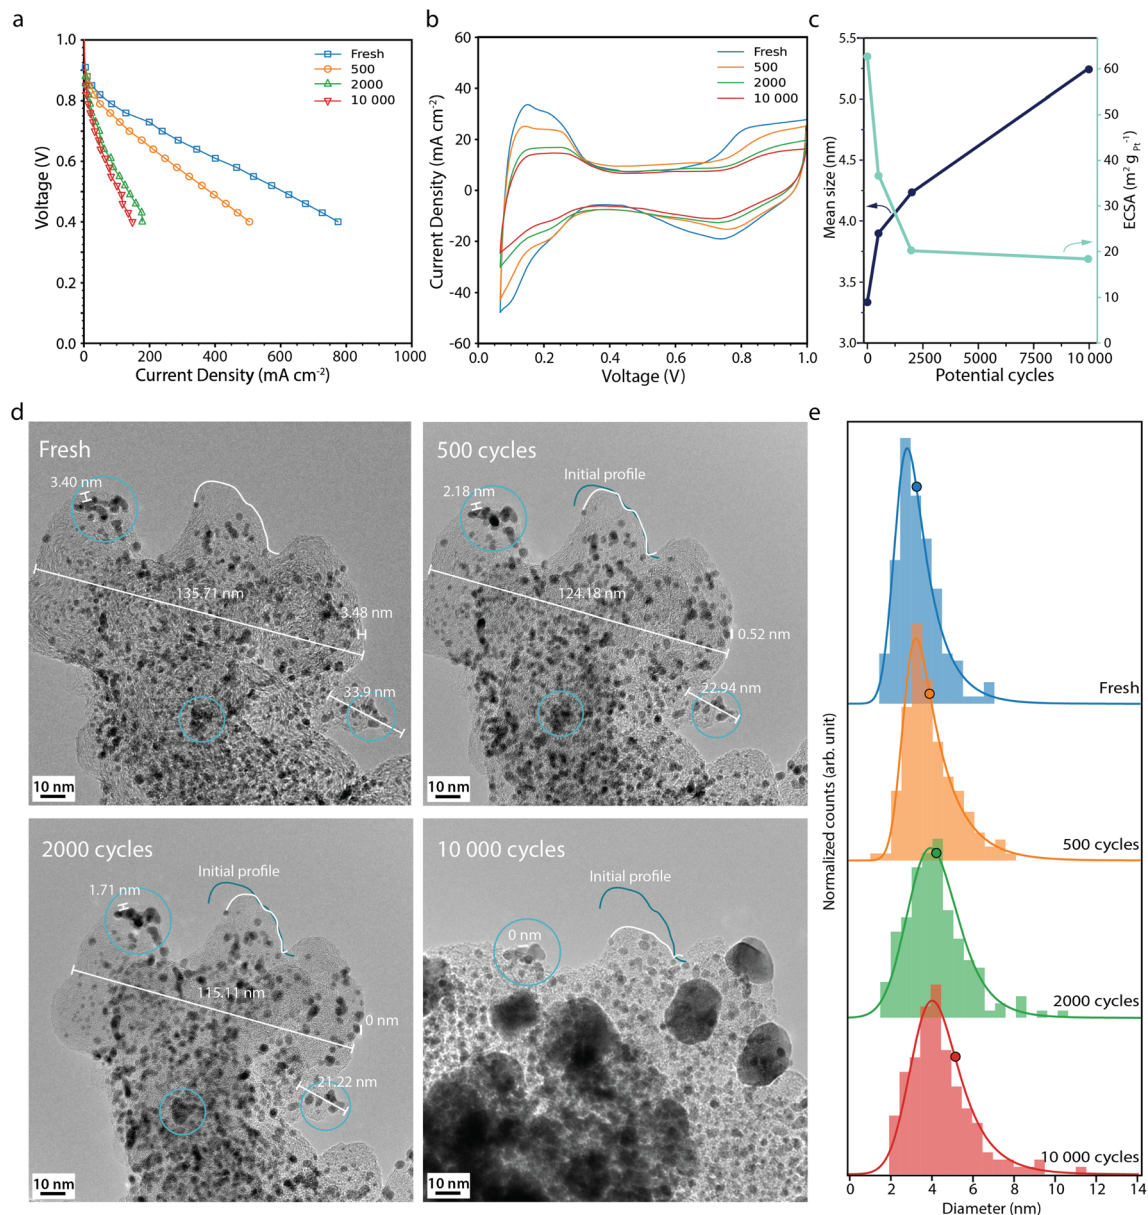 a
1.0
0.8
0.6
0.4
0.2
0.0
Voltage (V)
0
200
400
600
800
1000
Current Density (mA cm⁻²)
Fresh
500
2000
10 000
b
60
40
20
0
-20
-40
-60
Current Density (mA cm⁻²)
0.0
0.2
0.4
0.6
0.8
1.0
Voltage (V)
Fresh
500
2000
10 000
c
5.5
5.0
4.5
4.0
3.5
3.0
Mean size (nm)
60
50
40
30
20
10
0
ECSA (m² g Pt⁻¹)
0
2500
5000
7500
10 000
Potential cycles
d
Fresh
3.40 nm
135.71 nm
3.48 nm
33.9 nm
10 nm
500 cycles
Initial profile
2.18 nm
124.18 nm
0.52 nm
22.94 nm
10 nm
2000 cycles
Initial profile
1.71 nm
115.11 nm
0 nm
21.22 nm
10 nm
10 000 cycles
Initial profile
0 nm
10 nm
e
Normalized counts (arb. unit)
Fresh
500 cycles
2000 cycles
10 000 cycles
0
2
4
6
8
10
12
14
Diameter (nm)